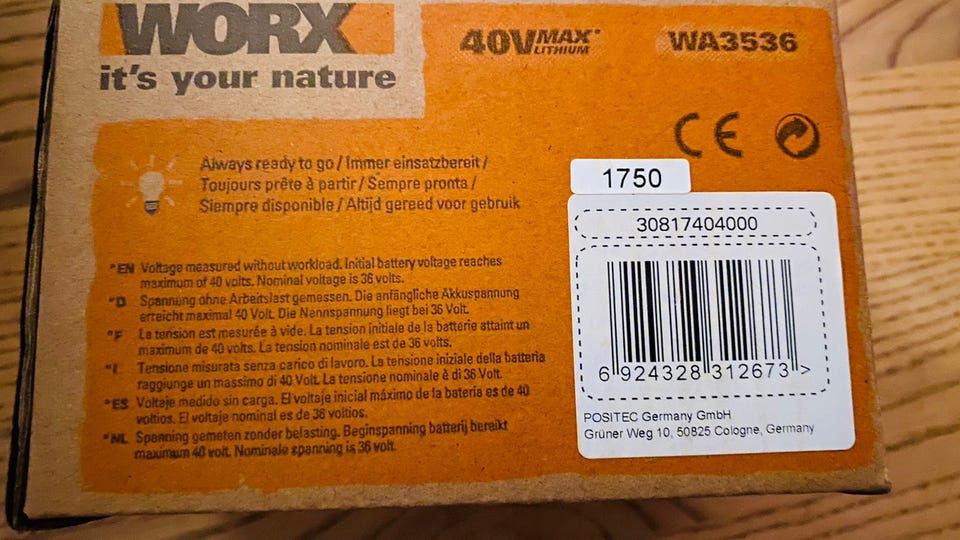 WORX
it's your nature
40VMAX*
LITHIUM
WA3536
CE
Always ready to go / Immer einsatzbereit /
Toujours prête à partir / Sempre pronta /
Siempre disponible / Altijd gereed voor gebruik
*EN Voltage measured without workload. Initial battery voltage reaches
maximum of 40 volts. Nominal voltage is 36 volts.
*D Spannung ohne Arbeitslast gemessen. Die anfängliche Akkuspannung
erreicht maximal 40 Volt. Die Nennspannung liegt bei 36 Volt.
*F La tension est mesurée à vide. La tension initiale de la batterie attaint un
maximum de 40 volts. La tension nominale est de 36 volts.
*I Tensione misurata senza carico di lavoro. La tensione iniziale della batteria
raggiunge un massimo di 40 Volt. La tensione nominale è di 36 Volt.
*ES Voltaje medido sin carga. El voltaje inicial máximo de la batería es de 40
voltios. El voltaje nominal es de 36 voltios.
*NL Spanning gemeten zonder belasting. Beginspanning batterij bereikt
maximum 40 volt. Nominale spanning is 36 volt.
1750
30817404000
6 924328 312673 >
POSITEC Germany GmbH
Grüner Weg 10, 50825 Cologne, Germany